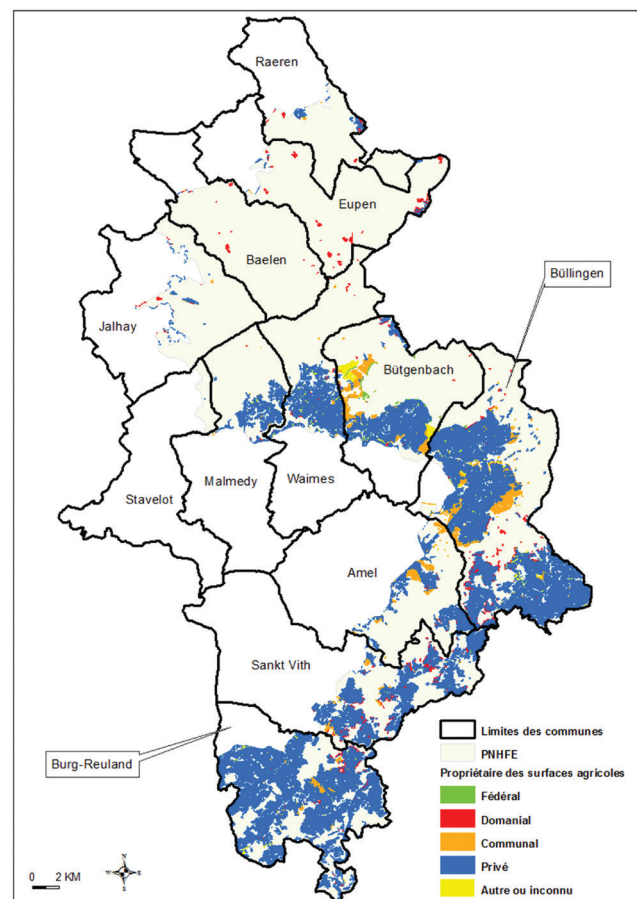 Raeren
Eupen
Baelen
Büllingen
Jalhay
Bütgenbach
Stavelot
Malmedy
Waimes
Amel
Sankt Vith
Burg-Reuland
Limites des communes
PNHFE
Propriétaire des surfaces agricoles
Fédéral
Domanial
Communal
Privé
Autre ou inconnu
0 2 KM
N
W E
S